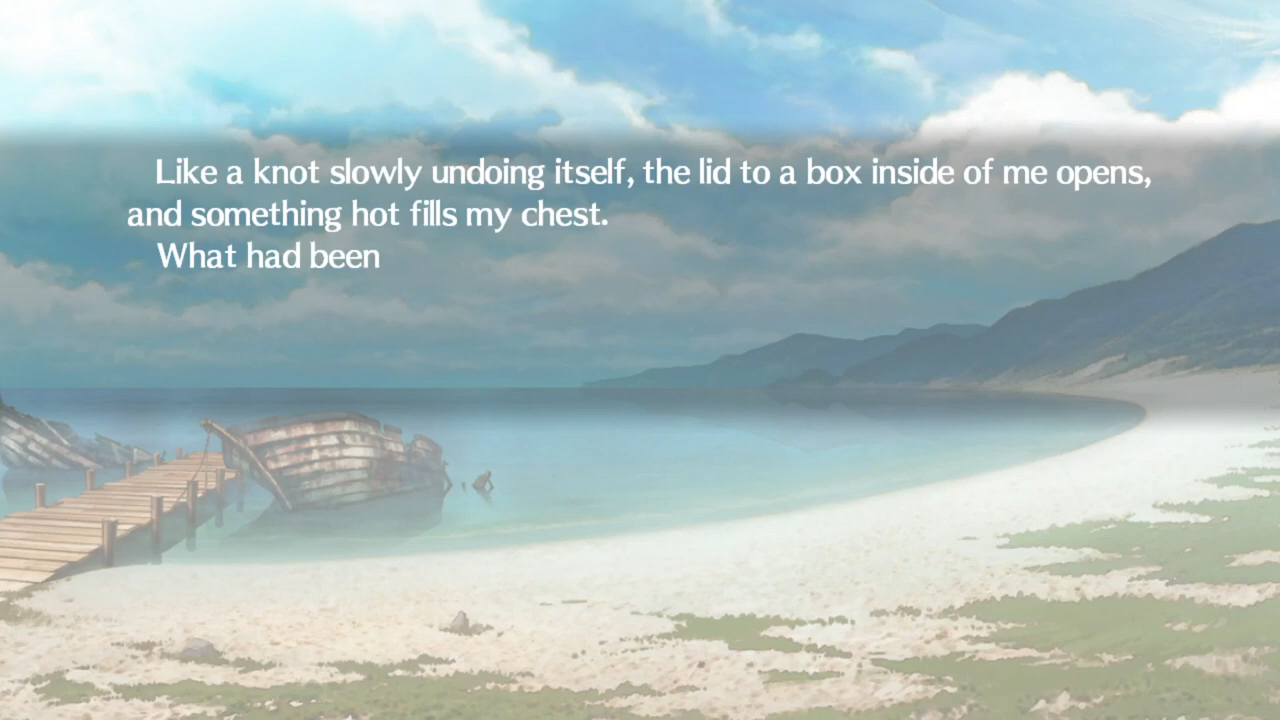 Like a knot slowly undoing itself, the lid to a box inside of me opens,
and something hot fills my chest.
What had been